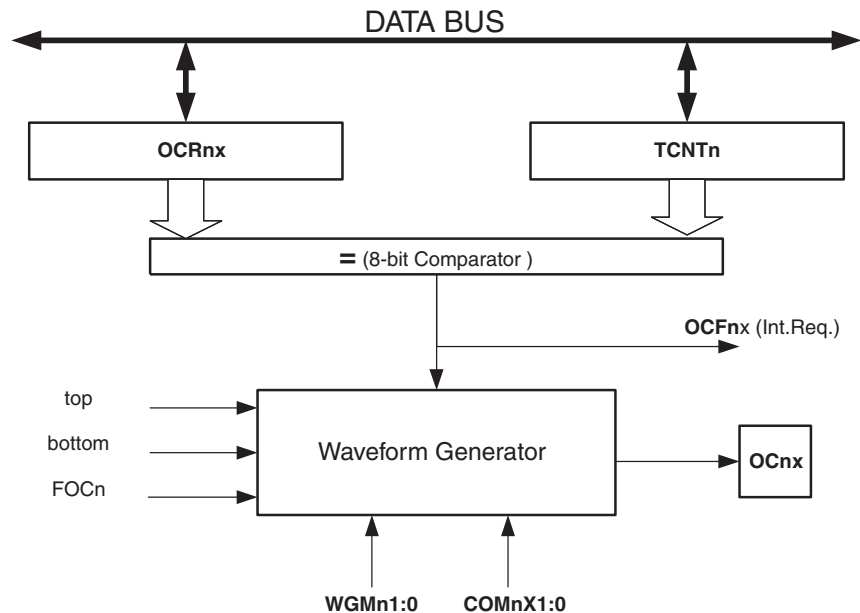 DATA BUS
OCRnx
TCNTn
= (8-bit Comparator )
OCFnx (Int.Req.)
top
bottom
FOCn
Waveform Generator
OCnx
WGMn1:0
COMnX1:0